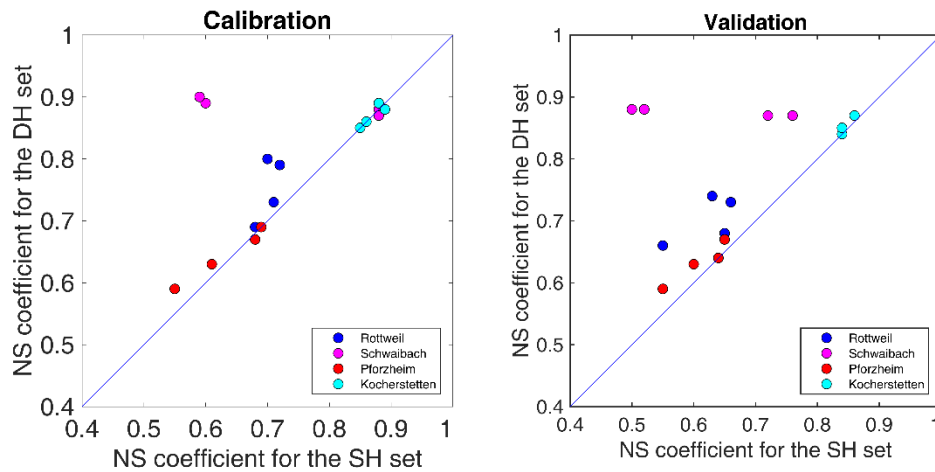 Calibration
1
0.9
0.8
0.7
0.6
0.5
0.4
0.4 0.5 0.6 0.7 0.8 0.9 1
NS coefficient for the DH set
NS coefficient for the SH set
Rottweil
Schwaibach
Pforzheim
Kocherstetten
Validation
1
0.9
0.8
0.7
0.6
0.5
0.4
0.4 0.5 0.6 0.7 0.8 0.9 1
NS coefficient for the DH set
NS coefficient for the SH set
Rottweil
Schwaibach
Pforzheim
Kocherstetten